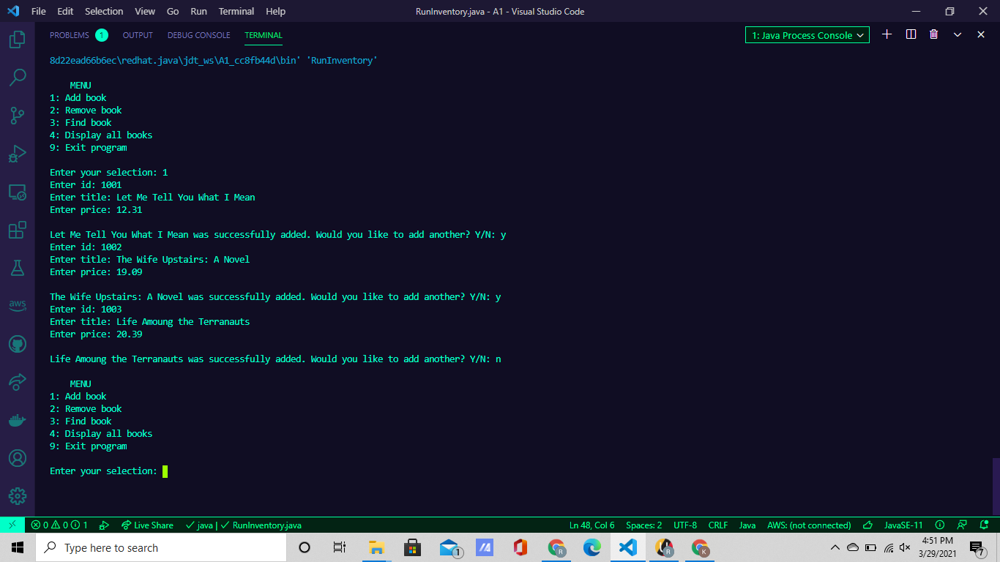 File Edit Selection View Go Run Terminal Help RunInventory.java - A1 - Visual Studio Code
PROBLEMS 1 OUTPUT DEBUG CONSOLE TERMINAL 1: Java Process Console
8d22ead66b6ec\redhat.java\jdt_ws\A1_cc8fb44d\bin' 'RunInventory'
MENU
1: Add book
2: Remove book
3: Find book
4: Display all books
9: Exit program
Enter your selection: 1
Enter id: 1001
Enter title: Let Me Tell You What I Mean
Enter price: 12.31
Let Me Tell You What I Mean was successfully added. Would you like to add another? Y/N: y
Enter id: 1002
Enter title: The Wife Upstairs: A Novel
Enter price: 19.09
The Wife Upstairs: A Novel was successfully added. Would you like to add another? Y/N: y
Enter id: 1003
Enter title: Life Amoung the Terranauts
Enter price: 20.39
Life Amoung the Terranauts was successfully added. Would you like to add another? Y/N: n
MENU
1: Add book
2: Remove book
3: Find book
4: Display all books
9: Exit program
Enter your selection:
aws
0 0 1 Live Share java | RunInventory.java Ln 48, Col 6 Spaces: 2 UTF-8 CRLF Java AWS: (not connected) JavaSE-11
Type here to search 1 R R K 4:51 PM
3/29/2021 7